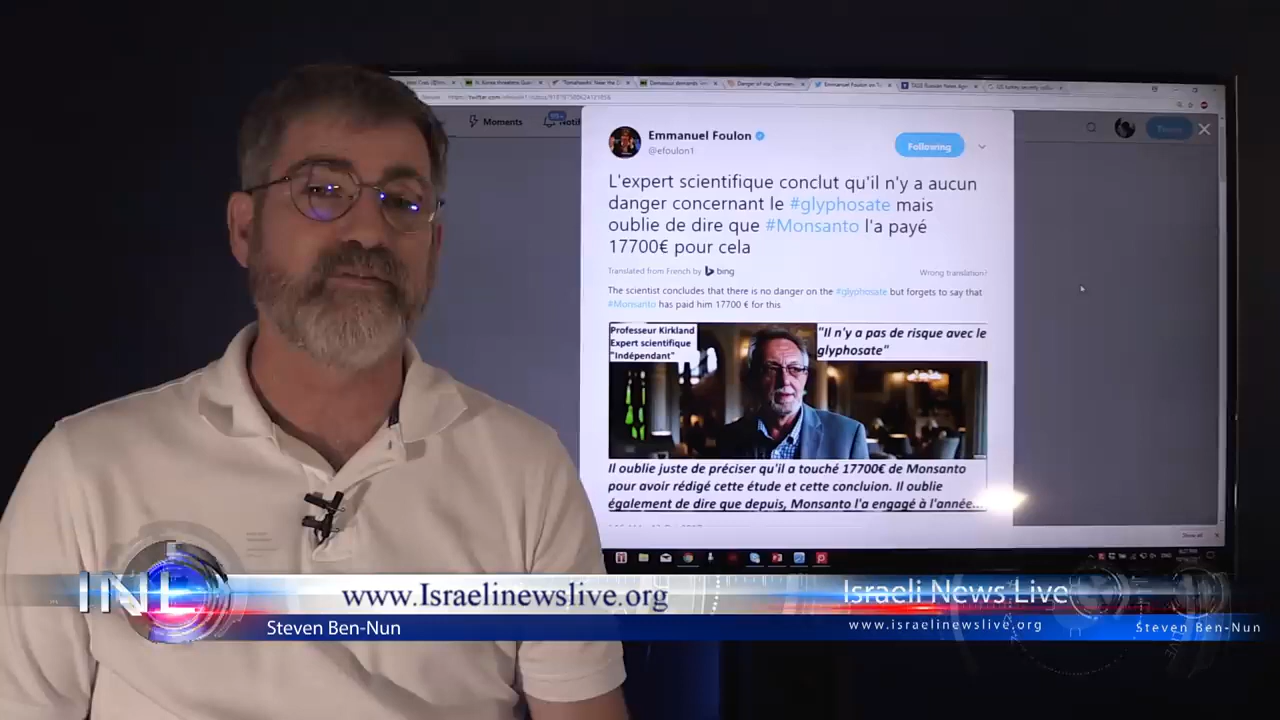 Moments
Emmanuel Foulon
@efoulon1
Following
L'expert scientifique conclut qu'il n'y a aucun
danger concernant le #glyphosate mais
oublie de dire que #Monsanto l'a payé
17700€ pour cela
Translated from French by bing
Wrong translation?
The scientist concludes that there is no danger on the #glyphosate but forgets to say that
#Monsanto has paid him 17700 € for this
Professeur Kirkland
Expert scientifique
"Indépendant"
"Il n'y a pas de risque avec le
glyphosate"
Il oublie juste de préciser qu'il a touché 17700€ de Monsanto
pour avoir rédigé cette étude et cette concluion. Il oublie
également de dire que depuis, Monsanto l'a engagé à l'année...
Show all
INL
www.Israelinewslive.org
Israeli News Live
Steven Ben-Nun
www.israelinewslive.org
Steven Ben-Nun